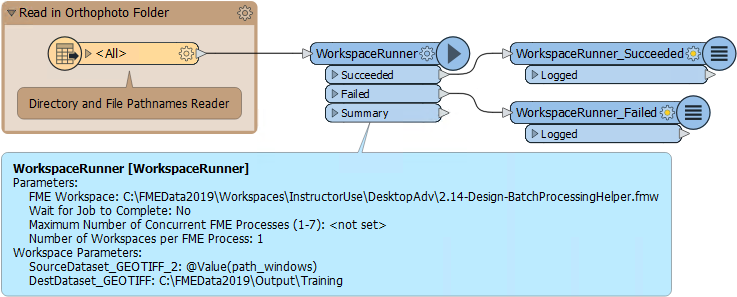 Read in Orthophoto Folder
<All>
Directory and File Pathnames Reader
WorkspaceRunner
Succeeded
Failed
Summary
WorkspaceRunner_Succeeded
Logged
WorkspaceRunner_Failed
Logged
WorkspaceRunner [WorkspaceRunner]
Parameters:
FME Workspace: C:\FMEData2019\Workspaces\InstructorUse\DesktopAdv\2.14-Design-BatchProcessingHelper.fmw
Wait for Job to Complete: No
Maximum Number of Concurrent FME Processes (1-7): <not set>
Number of Workspaces per FME Process: 1
Workspace Parameters:
SourceDataset_GEOTIFF_2: @Value(path_windows)
DestDataset_GEOTIFF: C:\FMEData2019\Output\Training